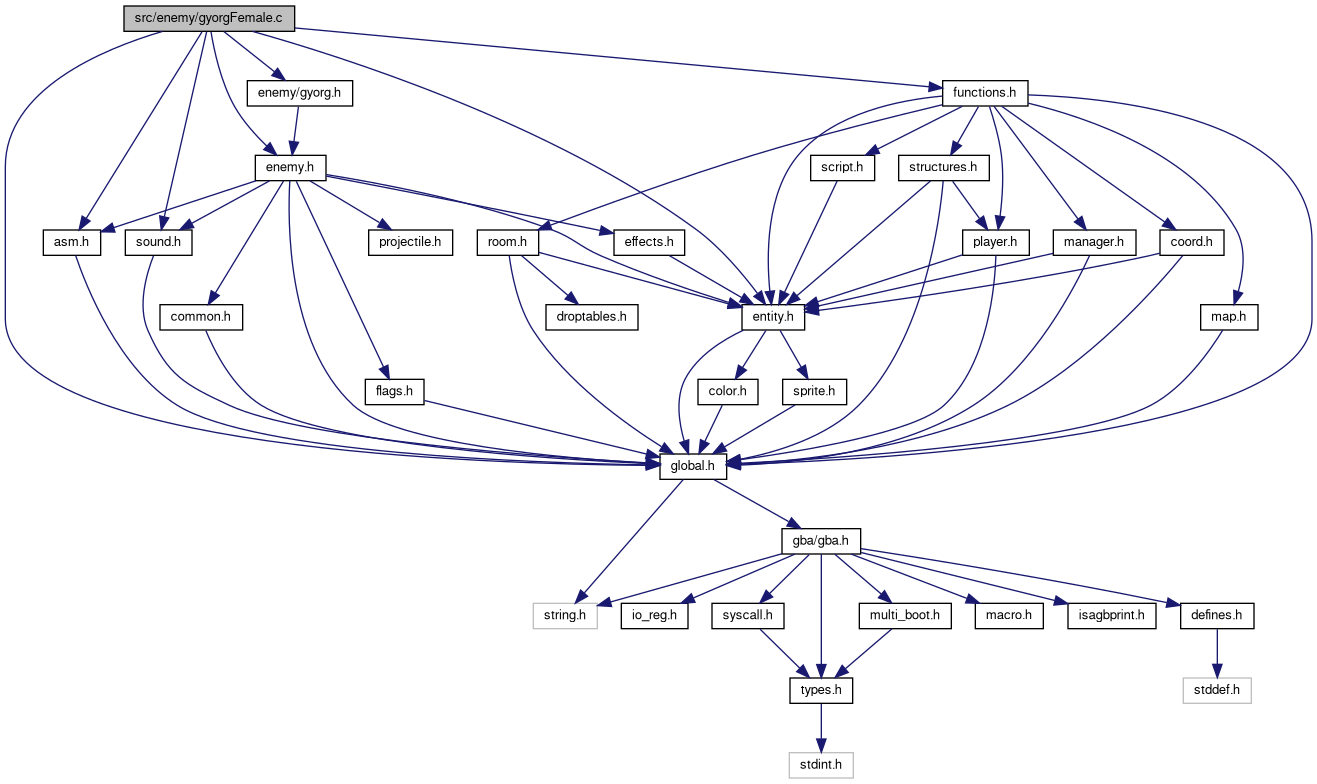 src/enemy/gyorgFemale.c
enemy/gyorg.h
functions.h
enemy.h
script.h
structures.h
asm.h
sound.h
projectile.h
room.h
effects.h
player.h
manager.h
coord.h
common.h
droptables.h
entity.h
map.h
flags.h
color.h
sprite.h
global.h
gba/gba.h
string.h
io_reg.h
syscall.h
multi_boot.h
macro.h
isagbprint.h
defines.h
types.h
stddef.h
stdint.h